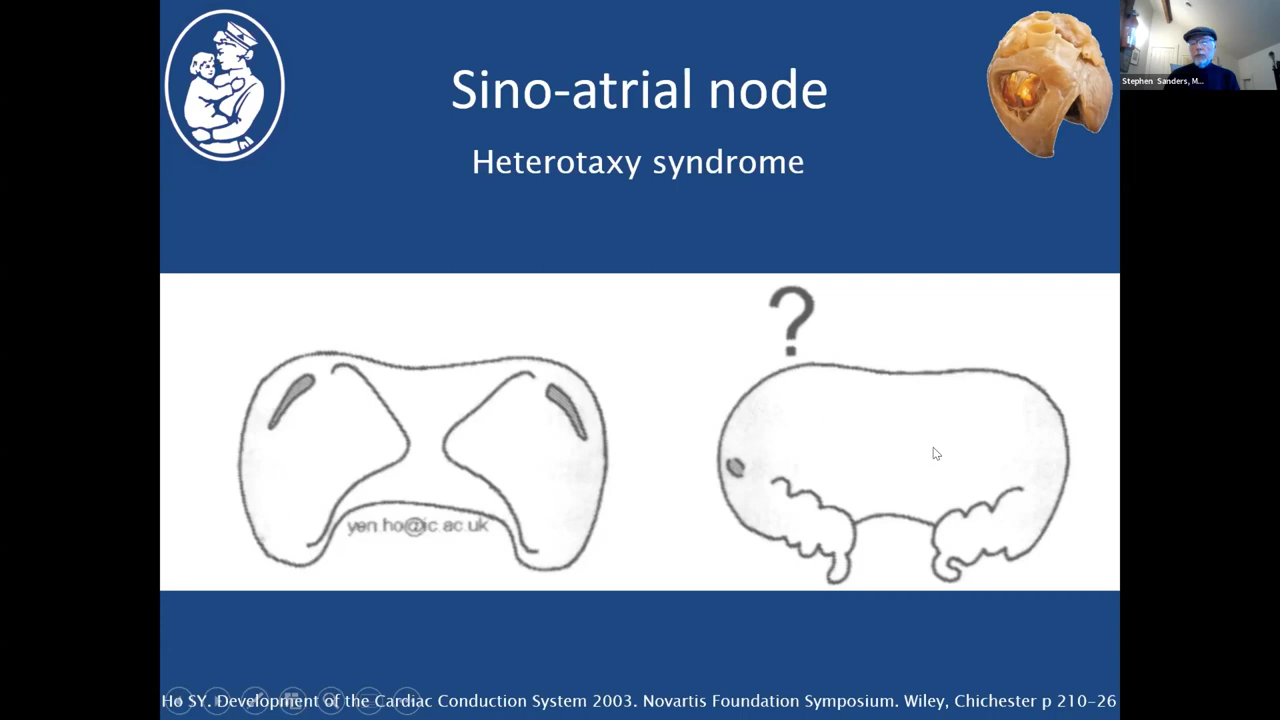 Sino-atrial node
Heterotaxy syndrome
Stephen Sanders, M...
?
yen.ho@ic.ac.uk
Ho SY. Development of the Cardiac Conduction System 2003. Novartis Foundation Symposium. Wiley, Chichester p 210-26